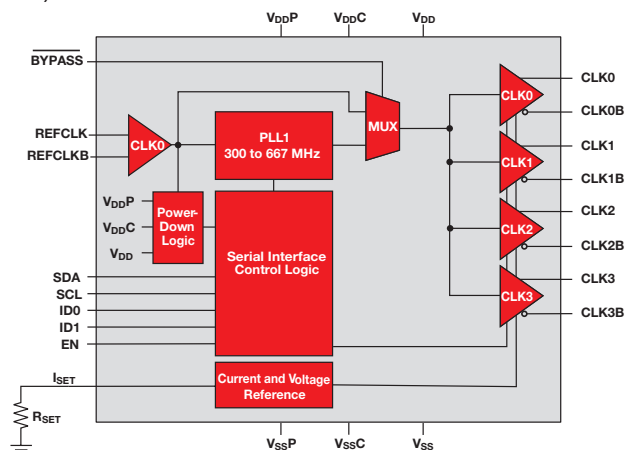 VDDP VDDC VDD
BYPASS
CLK0
CLK0
CLK0B
REFCLK
REFCLKB
CLK0
PLL1
300 to 667 MHz
MUX
CLK1
CLK1
CLK1B
VDDP
VDDC
VDD
Power-
Down
Logic
Serial Interface
Control Logic
CLK2
CLK2
CLK2B
SDA
SCL
ID0
ID1
EN
CLK3
CLK3
CLK3B
ISET
Current and Voltage
Reference
RSET
VSSP VSSC VSS